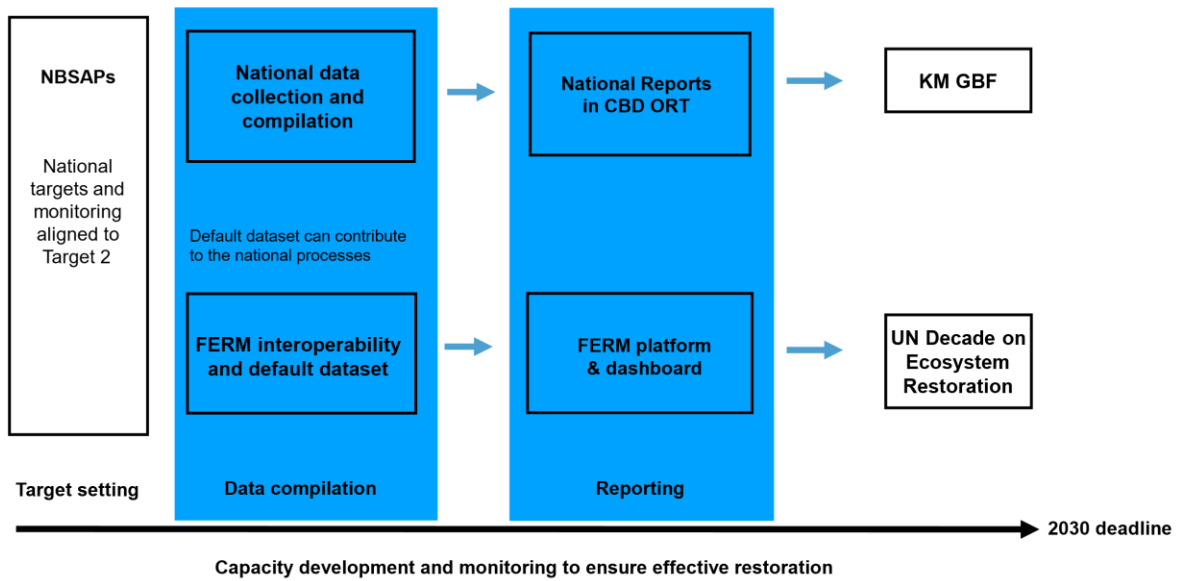 NBSAPs
National
targets and
monitoring
aligned to
Target 2
Target setting
National data
collection and
compilation
Default dataset can contribute
to the national processes
FERM interoperability
and default dataset
Data compilation
National Reports
in CBD ORT
FERM platform
& dashboard
Reporting
KM GBF
UN Decade on
Ecosystem
Restoration
2030 deadline
Capacity development and monitoring to ensure effective restoration